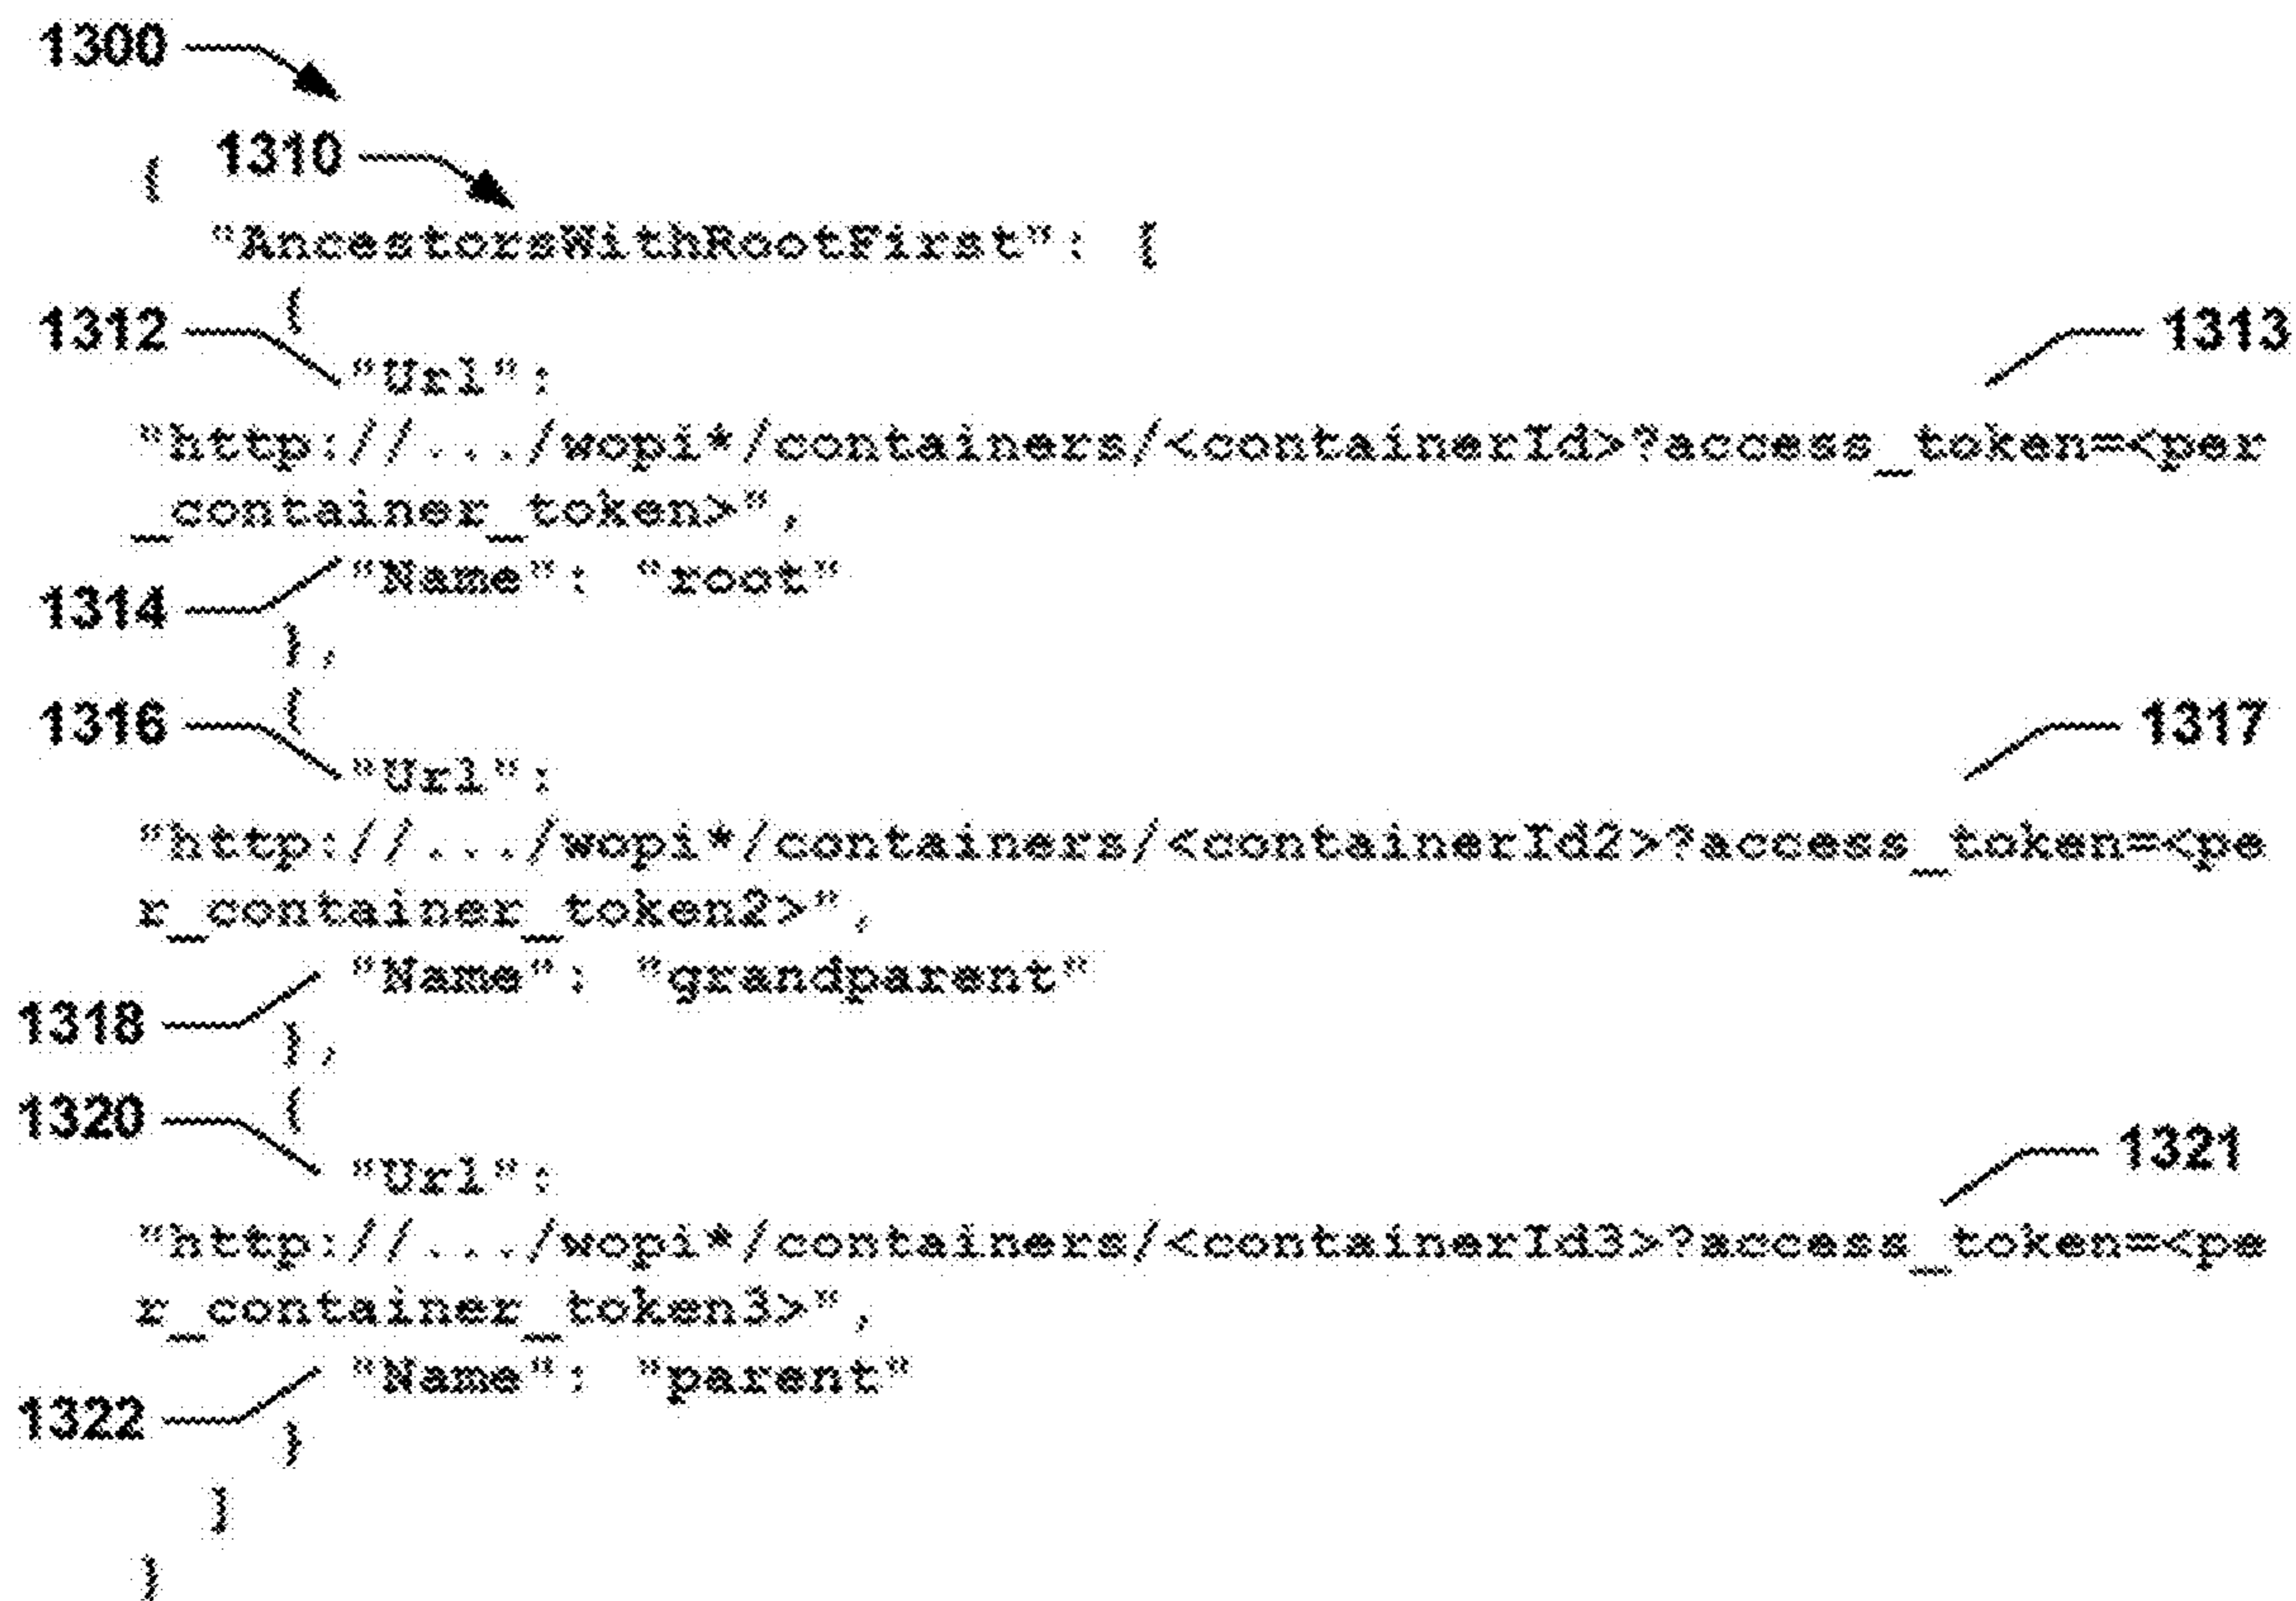 1300
1310
{
"AncestorsWithRootFirst": [
{
1312
1313
"Url":
"http://.../wopi*/containers/<containerId>?access_token=<per
_container_token>",
"Name": "root"
1314
},
{
1316
1317
"Url":
"http://.../wopi*/containers/<containerId2>?access_token=<pe
r_container_token2>",
"Name": "grandparent"
1318
},
{
1320
1321
"Url":
"http://.../wopi*/containers/<containerId3>?access_token=<pe
r_container_token3>",
"Name": "parent"
1322
}
]
}